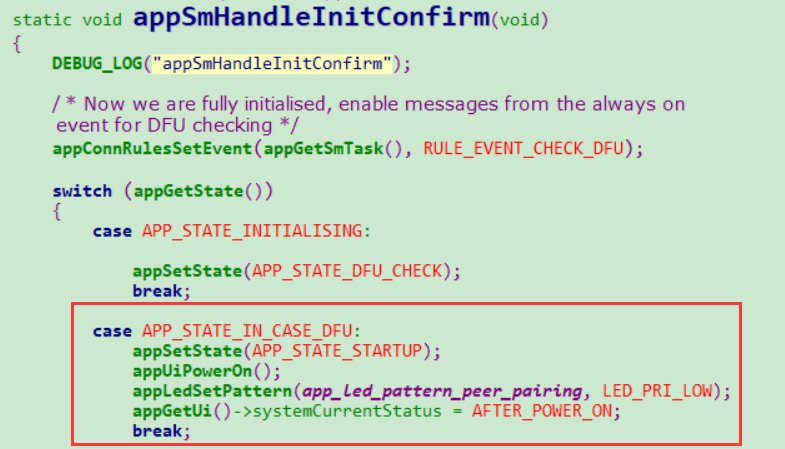 static void appSmHandleInitConfirm(void)
{
DEBUG_LOG("appSmHandleInitConfirm");
/ * Now we are fully initialised, enable messages from the always on
event for DFU checking */
appConnRulesSetEvent(appGetSmTask(), RULE_EVENT_CHECK_DFU);
switch (appGetState())
{
case APP_STATE_INITIALISING:
appSetState(APP_STATE_DFU_CHECK);
break;
case APP_STATE_IN_CASE_DFU:
appSetState(APP_STATE_STARTUP);
appUiPowerOn();
appLedSetPattern(app_led_pattern_peer_pairing, LED_PRI_LOW);
appGetUi()->systemCurrentStatus = AFTER_POWER_ON;
break;